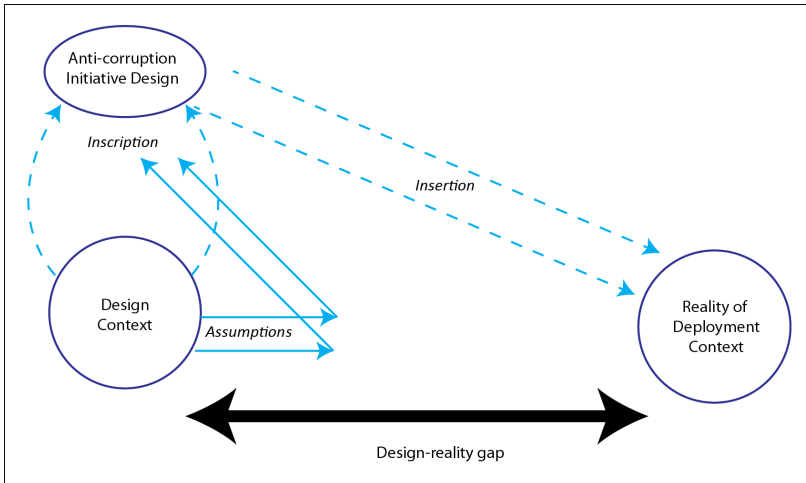 Anti-corruption
Initiative Design
Inscription
Insertion
Design
Context
Assumptions
Reality of
Deployment
Context
Design-reality gap